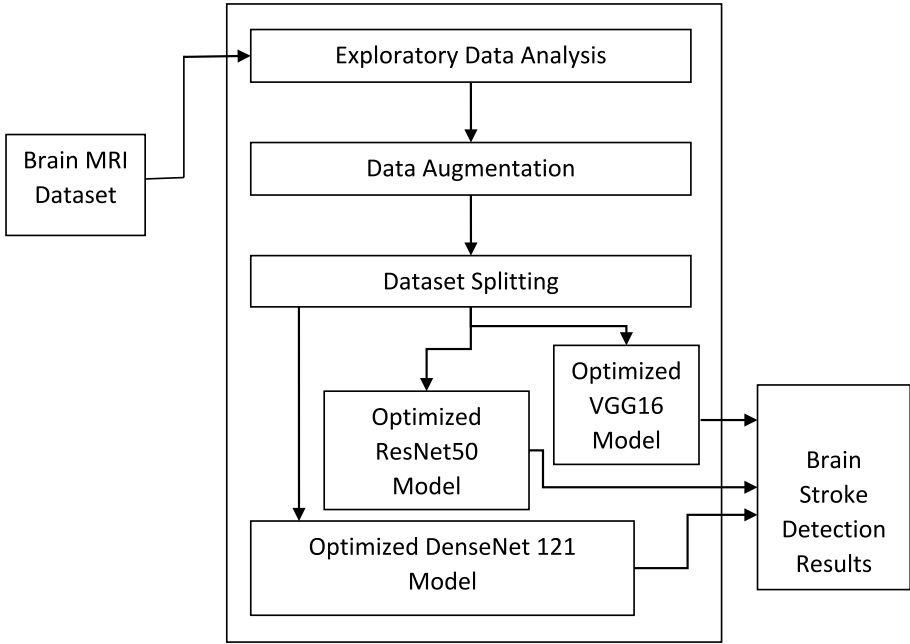 Exploratory Data Analysis
Brain MRI
Dataset
Data Augmentation
Dataset Splitting
Optimized
VGG16
Model
Optimized
ResNet50
Model
Optimized DenseNet 121
Model
Brain
Stroke
Detection
Results